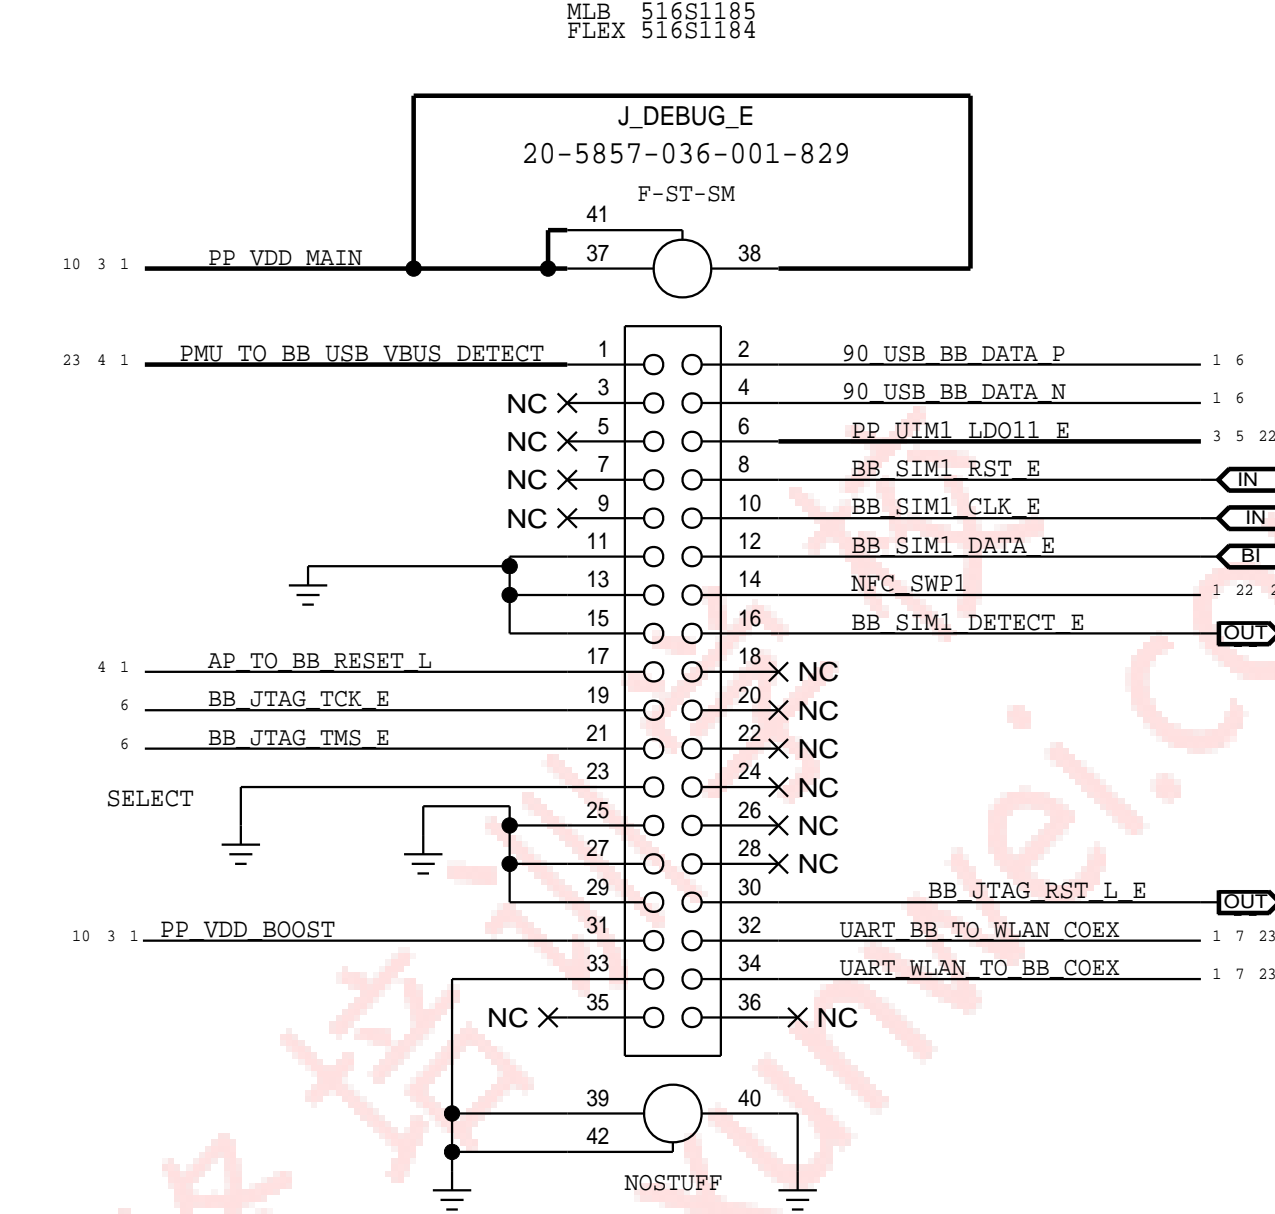 MLB 516S1185
FLEX 516S1184
J_DEBUG_E
20-5857-036-001-829
F-ST-SM
41
10 3 1 PP_VDD_MAIN 37 38
23 4 1 PMU_TO_BB_USB_VBUS_DETECT 1 2 90_USB_BB_DATA_P 1 6
NC 3 4 90_USB_BB_DATA_N 1 6
NC 5 6 PP_UIM1_LDO11_E 3 5 22
NC 7 8 BB_SIM1_RST_E IN
NC 9 10 BB_SIM1_CLK_E IN
11 12 BB_SIM1_DATA_E BI
13 14 NFC_SWP1 1 22
15 16 BB_SIM1_DETECT_E OUT
4 1 AP_TO_BB_RESET_L 17 18 NC
6 BB_JTAG_TCK_E 19 20 NC
6 BB_JTAG_TMS_E 21 22 NC
SELECT 23 24 NC
25 26 NC
27 28 NC
29 30 BB_JTAG_RST_L_E OUT
10 3 1 PP_VDD_BOOST 31 32 UART_BB_TO_WLAN_COEX 1 7 23
33 34 UART_WLAN_TO_BB_COEX 1 7 23
NC 35 36 NC
39 40
42
NOSTUFF